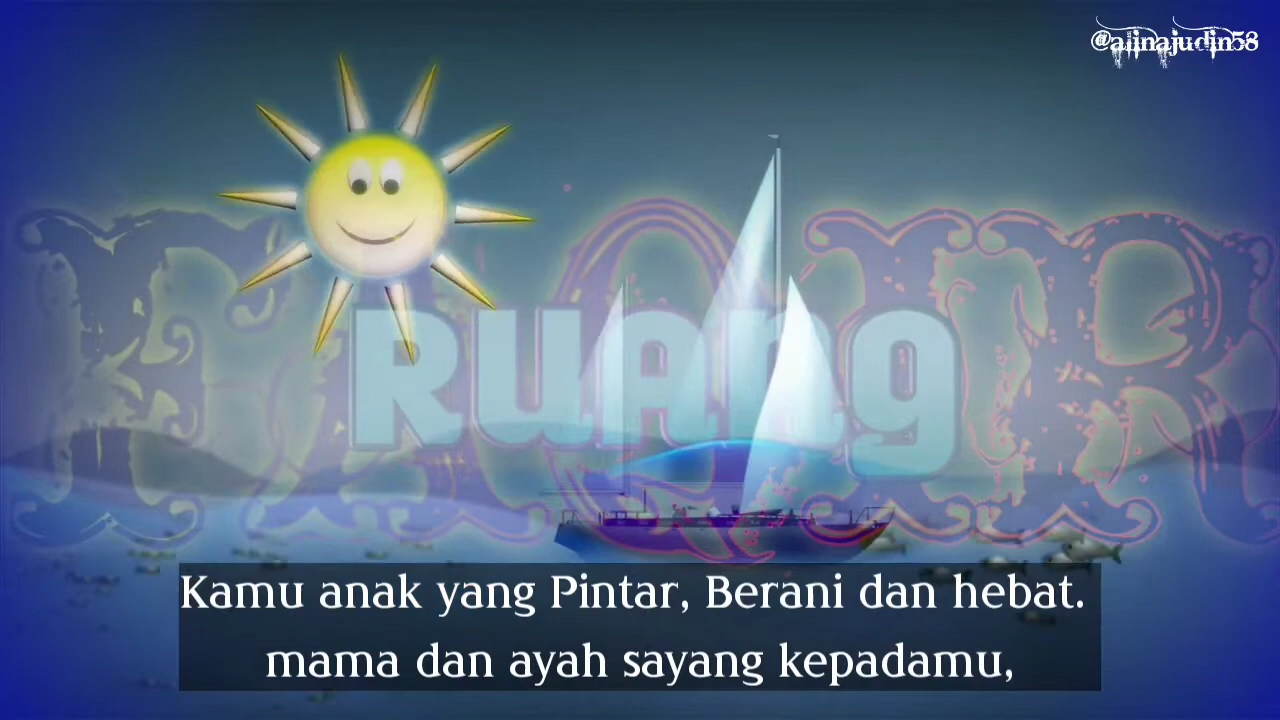 @alinajudin58
Ruang
Kamu anak yang Pintar, Berani dan hebat.
mama dan ayah sayang kepadamu,